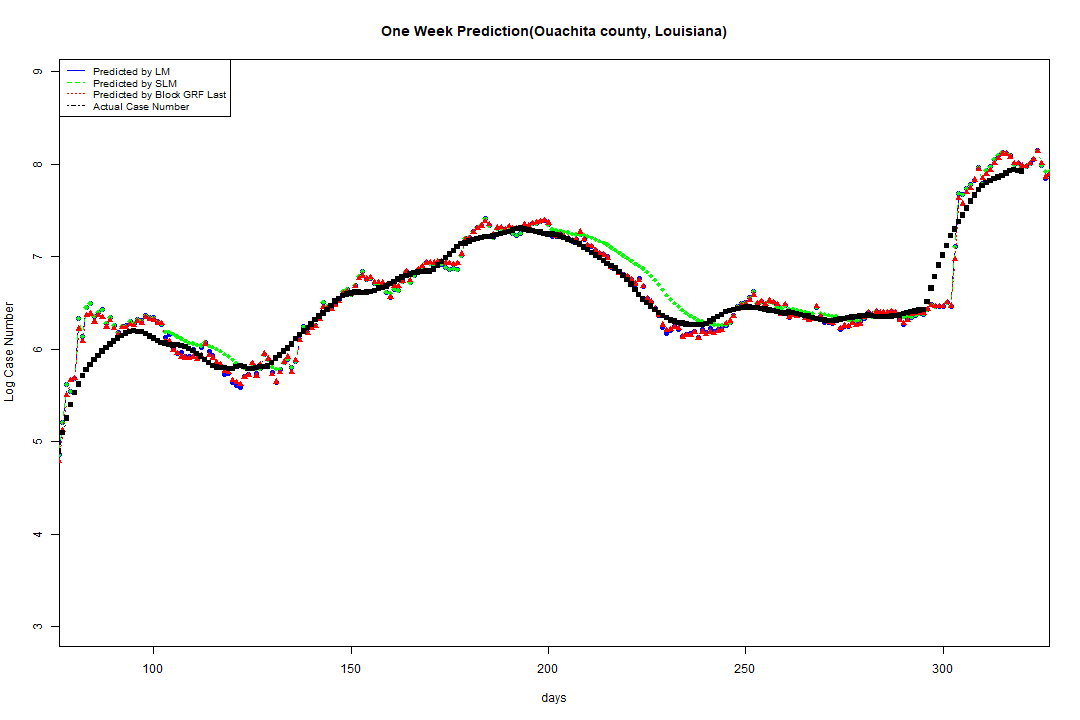 One Week Prediction(Ouachita county, Louisiana)
Predicted by LM
Predicted by SLM
Predicted by Block GRF Last
Actual Case Number
9
8
7
6
5
4
3
Log Case Number
100 150 200 250 300
days